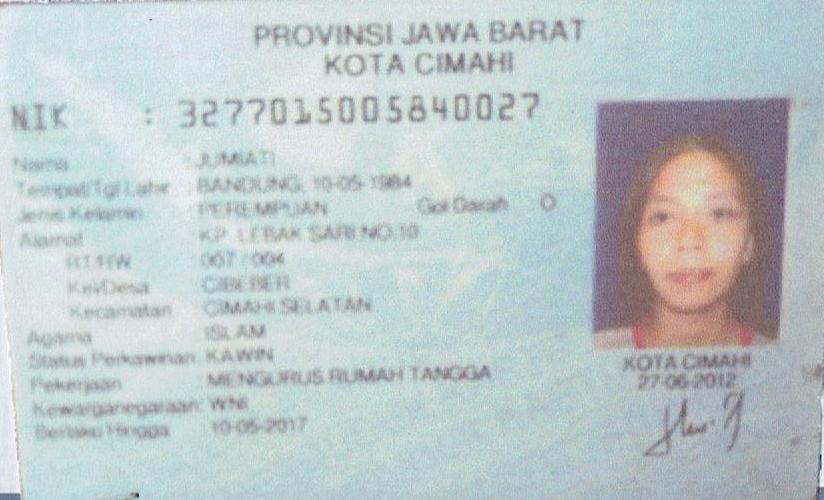 PROVINSI JAWA BARAT
KOTA CIMAHI
NIK : 3277015005840027
Nama : JUMIATI
Tempat/Tgl Lahir : BANDUNG, 10-05-1984
Jenis Kelamin : PEREMPUAN Gol Darah O
Alamat : KP. LEBAK SARI NO.10
RT/RW : 007 / 004
Kel/Desa : CIBEBER
Kecamatan : CIMAHI SELATAN
Agama : ISLAM
Status Perkawinan: KAWIN
Pekerjaan : MENGURUS RUMAH TANGGA
Kewarganegaraan: WNI
Berlaku Hingga : 10-05-2017
KOTA CIMAHI
27-06-2012